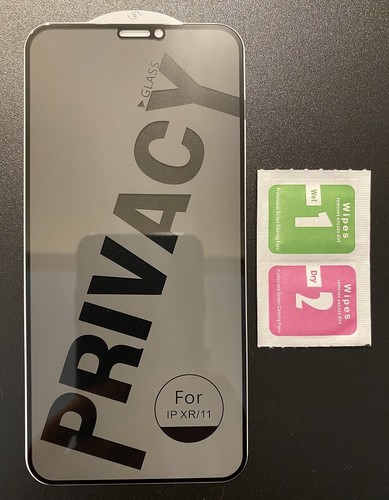 GLASS
PRIVACY
For
IP XR/11
Wet
1
Wipes
Dry
2
Wipes